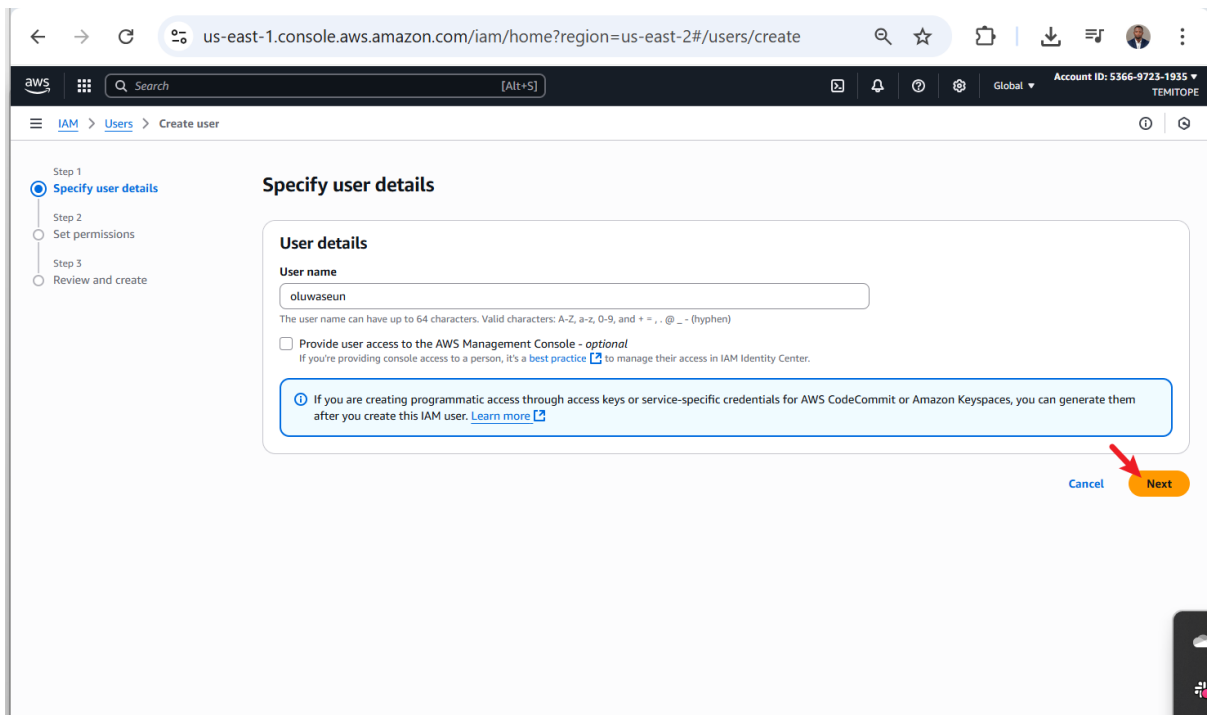 us-east-1.console.aws.amazon.com/iam/home?region=us-east-2#/users/create
aws
Search
[Alt+S]
Global
Account ID: 5366-9723-1935
TEMITOPE
IAM > Users > Create user
Step 1
Specify user details
Step 2
Set permissions
Step 3
Review and create
Specify user details
User details
User name
oluwaseun
The user name can have up to 64 characters. Valid characters: A-Z, a-z, 0-9, and + = , . @ _ - (hyphen)
Provide user access to the AWS Management Console - optional
If you're providing console access to a person, it's a best practice to manage their access in IAM Identity Center.
If you are creating programmatic access through access keys or service-specific credentials for AWS CodeCommit or Amazon Keyspaces, you can generate them
after you create this IAM user. Learn more
Cancel
Next